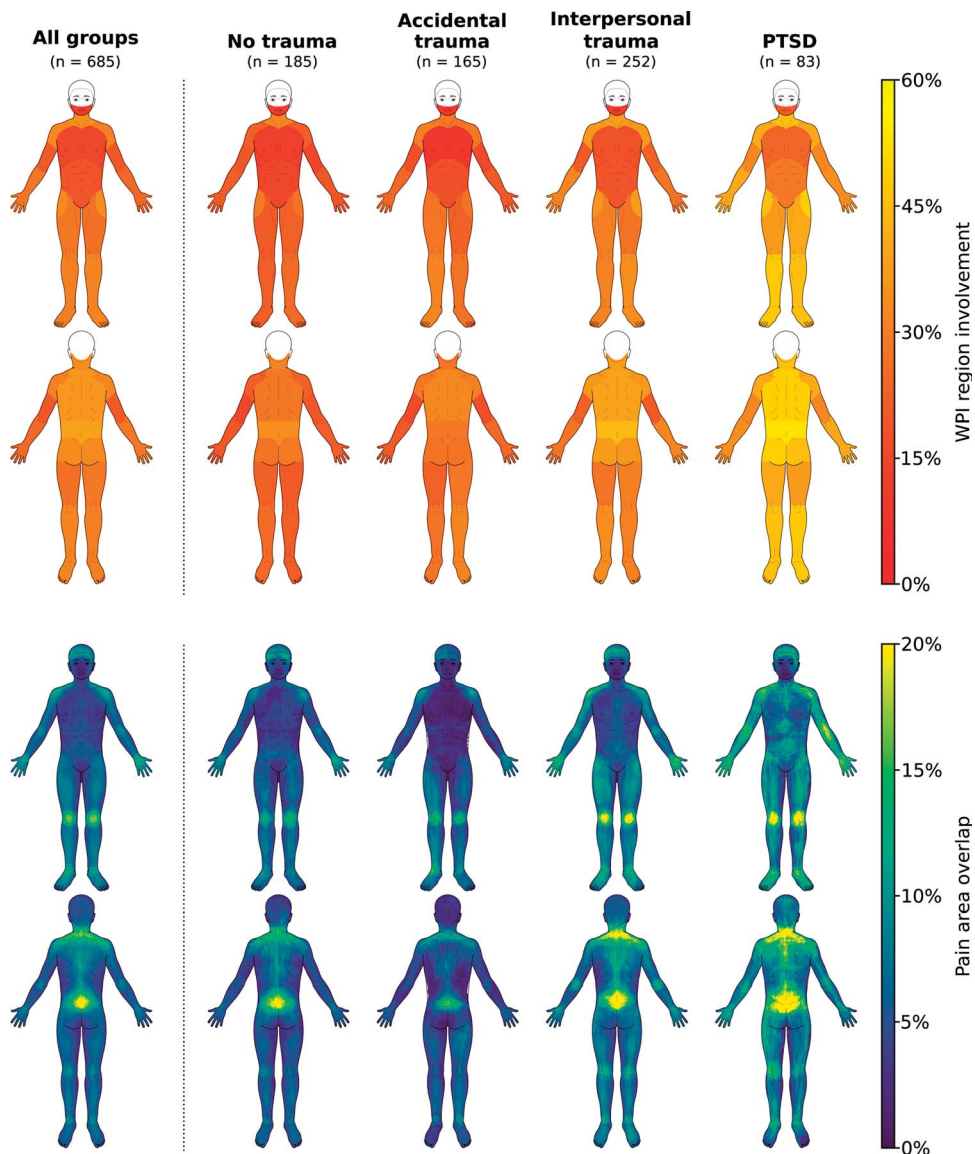 All groups
(n = 685)
No trauma
(n = 185)
Accidental
trauma
(n = 165)
Interpersonal
trauma
(n = 252)
PTSD
(n = 83)
60%
45%
30%
15%
0%
WPI region involvement
20%
15%
10%
5%
0%
Pain area overlap